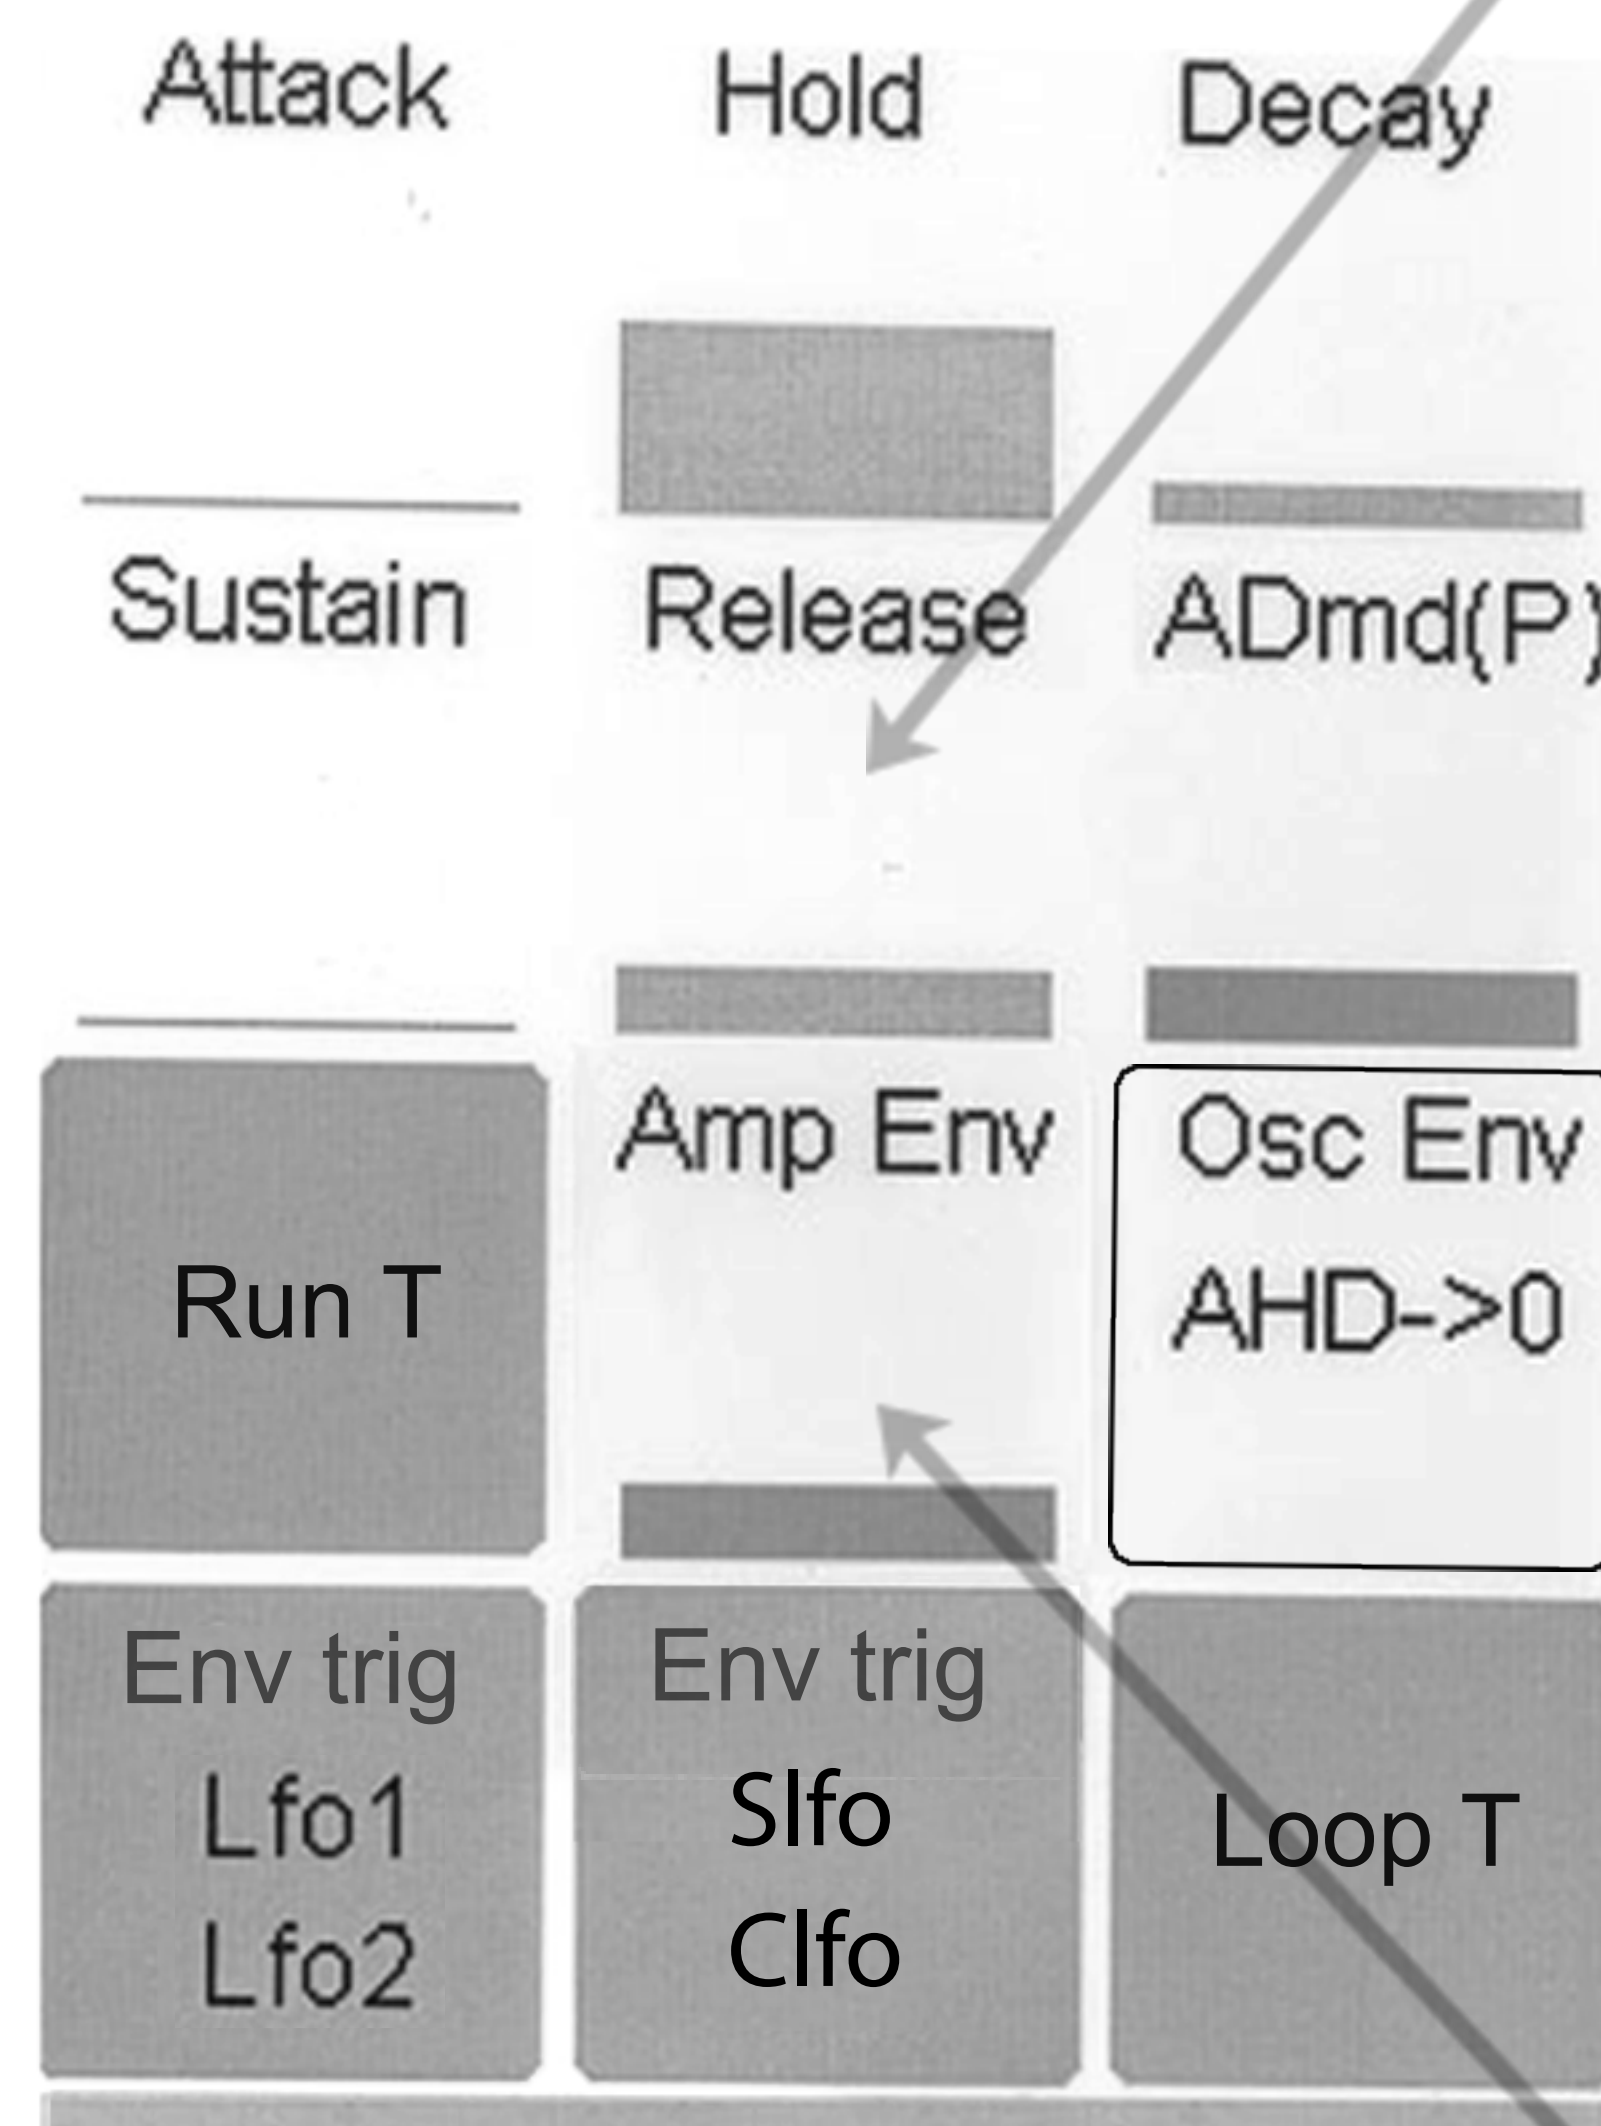 Attack Hold Decay
Sustain Release ADmd(P)
Run T
Amp Env
Osc Env
AHD->0
Env trig
Lfo1
Lfo2
Env trig
Slfo
Clfo
Loop T